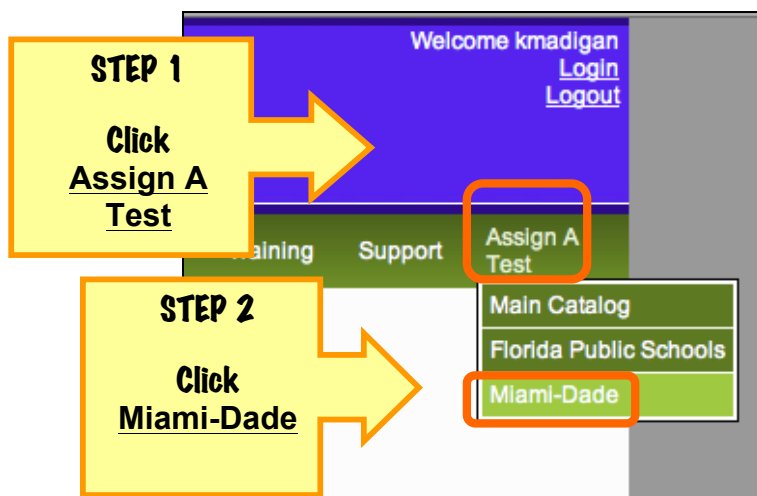 Welcome kmadigan
Login
Logout
STEP 1
Click
Assign A
Test
aining
Support
Assign A
Test
STEP 2
Click
Miami-Dade
Main Catalog
Florida Public Schools
Miami-Dade